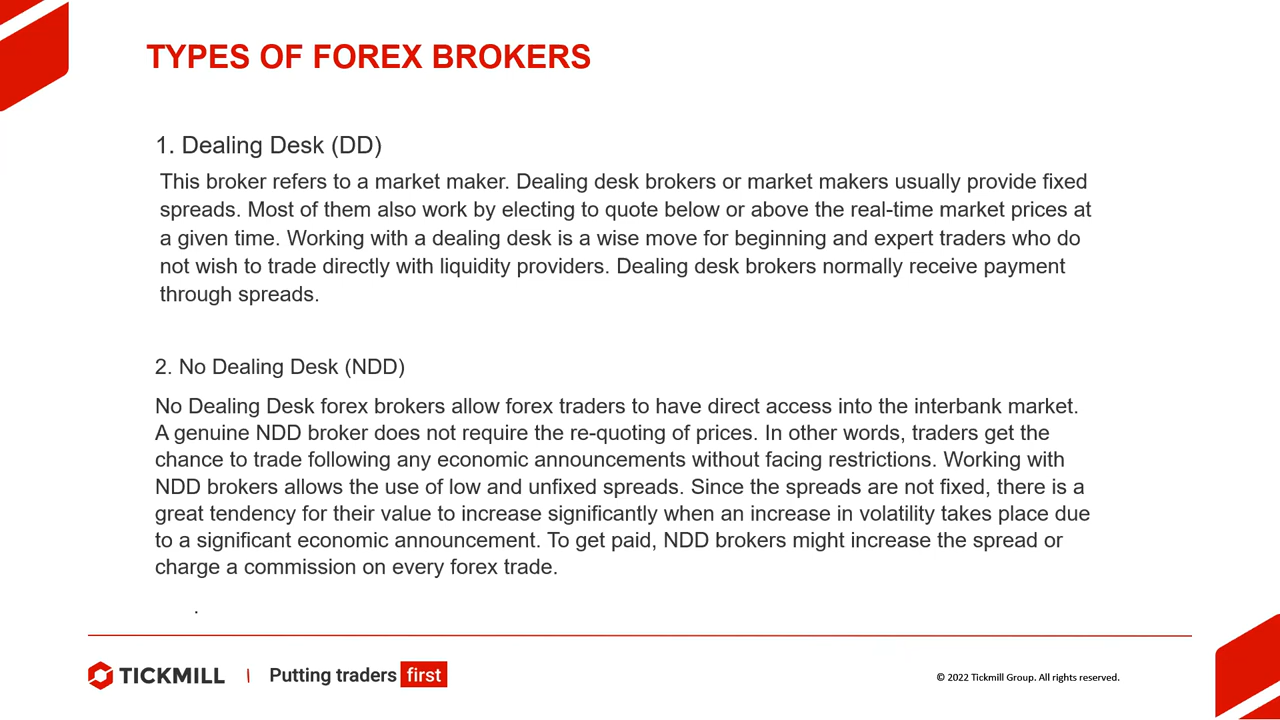 TYPES OF FOREX BROKERS
1. Dealing Desk (DD)
This broker refers to a market maker. Dealing desk brokers or market makers usually provide fixed
spreads. Most of them also work by electing to quote below or above the real-time market prices at
a given time. Working with a dealing desk is a wise move for beginning and expert traders who do
not wish to trade directly with liquidity providers. Dealing desk brokers normally receive payment
through spreads.
2. No Dealing Desk (NDD)
No Dealing Desk forex brokers allow forex traders to have direct access into the interbank market.
A genuine NDD broker does not require the re-quoting of prices. In other words, traders get the
chance to trade following any economic announcements without facing restrictions. Working with
NDD brokers allows the use of low and unfixed spreads. Since the spreads are not fixed, there is a
great tendency for their value to increase significantly when an increase in volatility takes place due
to a significant economic announcement. To get paid, NDD brokers might increase the spread or
charge a commission on every forex trade.
.
TICKMILL | Putting traders first
© 2022 Tickmill Group. All rights reserved.